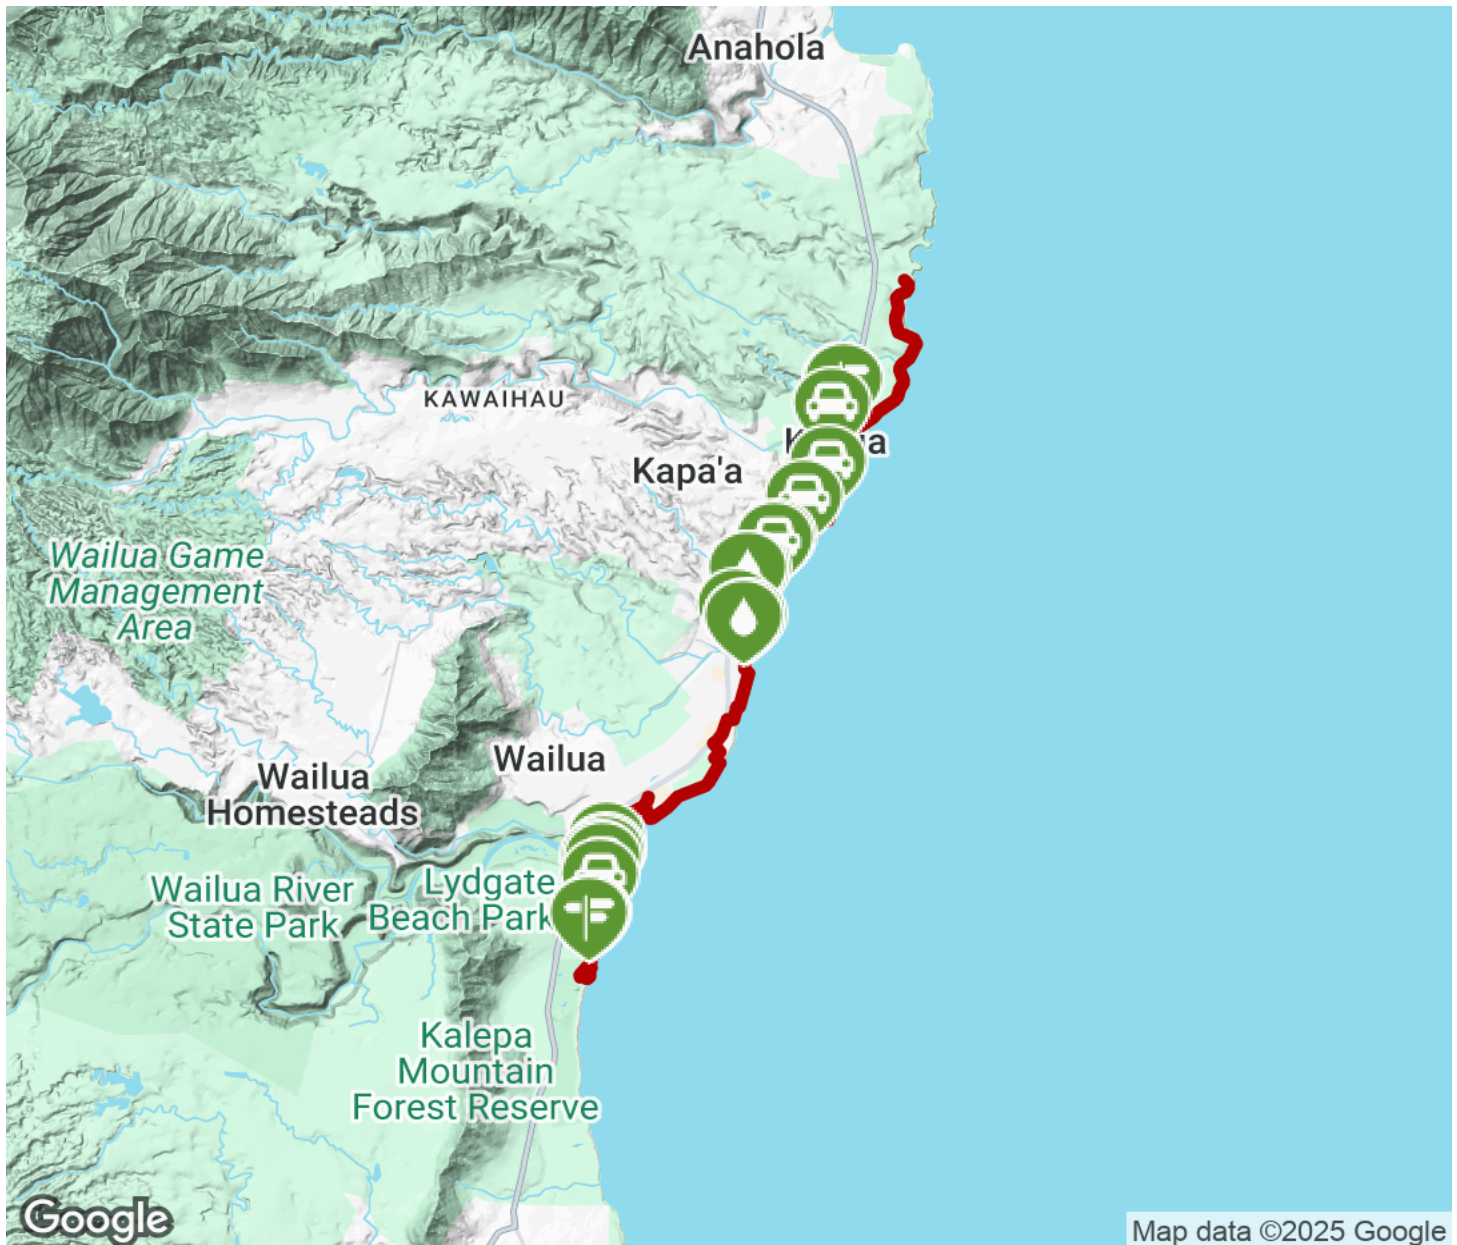 Anahola
KAWAIHAU
Kapa'a
Wailua Game
Management
Area
Wailua
Wailua
Homesteads
Lydgate
Beach Park
Wailua River
State Park
Kalepa
Mountain
Forest Reserve
Google
Map data ©2025 Google